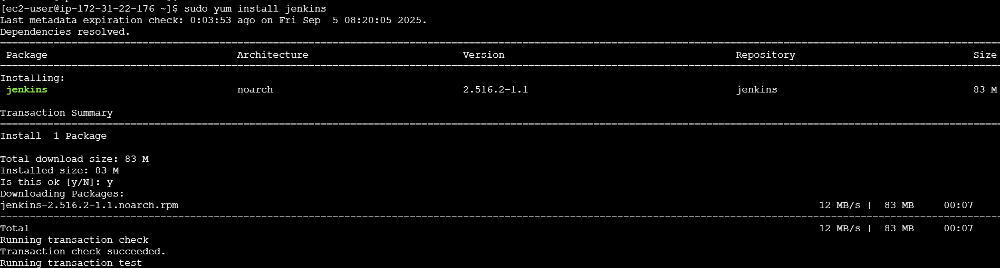 [ec2-user@ip-172-31-22-176 ~]$ sudo yum install jenkins
Last metadata expiration check: 0:03:53 ago on Fri Sep  5 08:20:05 2025.
Dependencies resolved.
Package Architecture Version Repository Size
Installing:
jenkins noarch 2.516.2-1.1 jenkins 83 M
Transaction Summary
Install  1 Package
Total download size: 83 M
Installed size: 83 M
Is this ok [y/N]: y
Downloading Packages:
jenkins-2.516.2-1.1.noarch.rpm 12 MB/s |  83 MB 00:07
Total 12 MB/s |  83 MB 00:07
Running transaction check
Transaction check succeeded.
Running transaction test